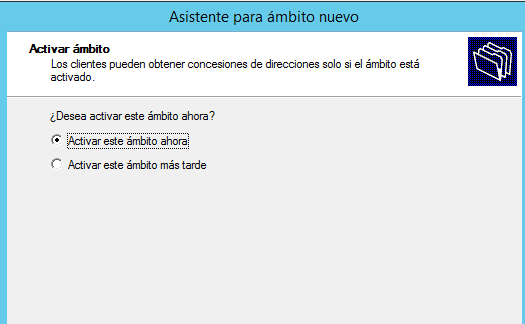 Asistente para ámbito nuevo
Activar ámbito
Los clientes pueden obtener concesiones de direcciones solo si el ámbito está
activado.
¿Desea activar este ámbito ahora?
Activar este ámbito ahora
Activar este ámbito más tarde